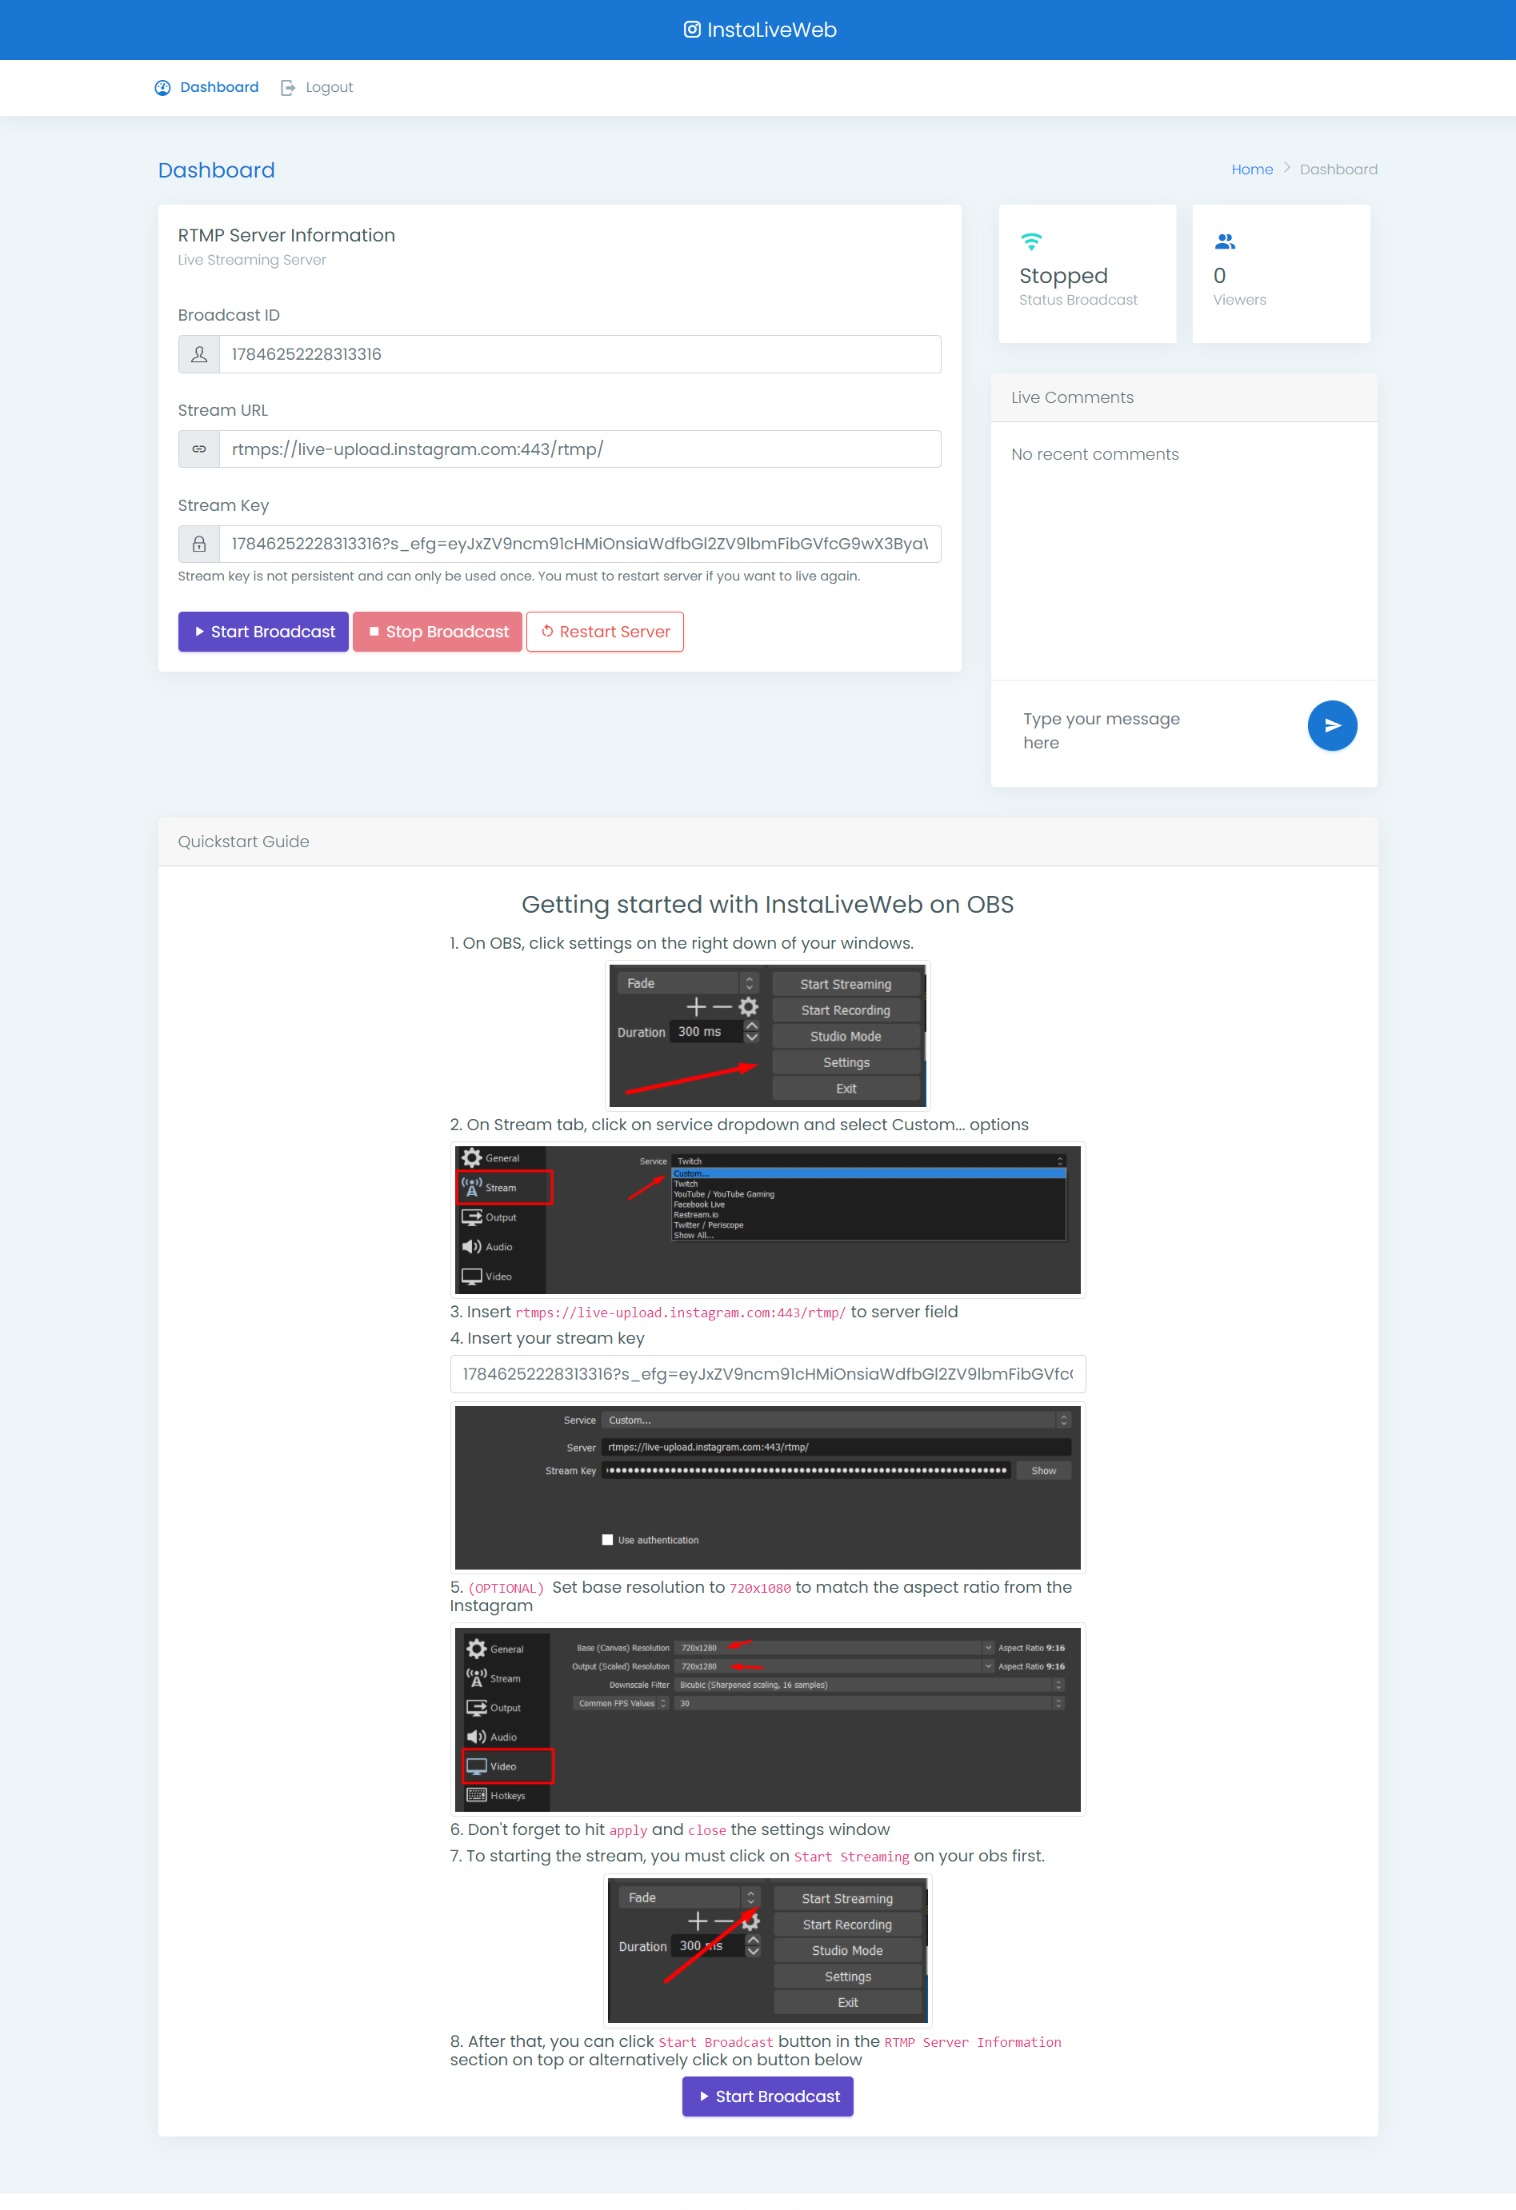 InstaLiveWeb
Dashboard Logout
Dashboard
Home Dashboard
RTMP Server Information
Live Streaming Server
Broadcast ID
17846252228313316
Stream URL
rtmps://live-upload.instagram.com:443/rtmp/
Stream Key
17846252228313316?s_efg=eyJxZV9ncm91cHMiOnsiaWdfbGl2ZV9lbmFibGVfcG9wX3Bya
Stream key is not persistent and can only be used once. You must to restart server if you want to live again.
Start Broadcast Stop Broadcast Restart Server
Stopped
Status Broadcast
0
Viewers
Live Comments
No recent comments
Type your message
here
Quickstart Guide
Getting started with InstaLiveWeb on OBS
1. On OBS, click settings on the right down of your windows.
Fade
Duration 300 ms
Start Streaming
Start Recording
Studio Mode
Settings
Exit
2. On Stream tab, click on service dropdown and select Custom... options
General
Stream
Output
Audio
Video
Service Twitch
Custom...
Twitch
YouTube / YouTube Gaming
Facebook Live
Restream.io
Twitter / Periscope
Show All...
3. Insert rtmps://live-upload.instagram.com:443/rtmp/ to server field
4. Insert your stream key
17846252228313316?s_efg=eyJxZV9ncm91cHMiOnsiaWdfbGl2ZV9lbmFibGVfc
Service Custom...
Server rtmps://live-upload.instagram.com:443/rtmp/
Stream Key Show
Use authentication
5. (OPTIONAL) Set base resolution to 720x1080 to match the aspect ratio from the
Instagram
General
Stream
Output
Audio
Video
Hotkeys
Base (Canvas) Resolution 720x1280 Aspect Ratio 9:16
Output (Scaled) Resolution 720x1280 Aspect Ratio 9:16
Downscale Filter Bicubic (Sharpened scaling, 16 samples)
Common FPS Values 30
6. Don't forget to hit apply and close the settings window
7. To starting the stream, you must click on Start Streaming on your obs first.
Fade
Duration 300 ms
Start Streaming
Start Recording
Studio Mode
Settings
Exit
8. After that, you can click Start Broadcast button in the RTMP Server Information
section on top or alternatively click on button below
Start Broadcast